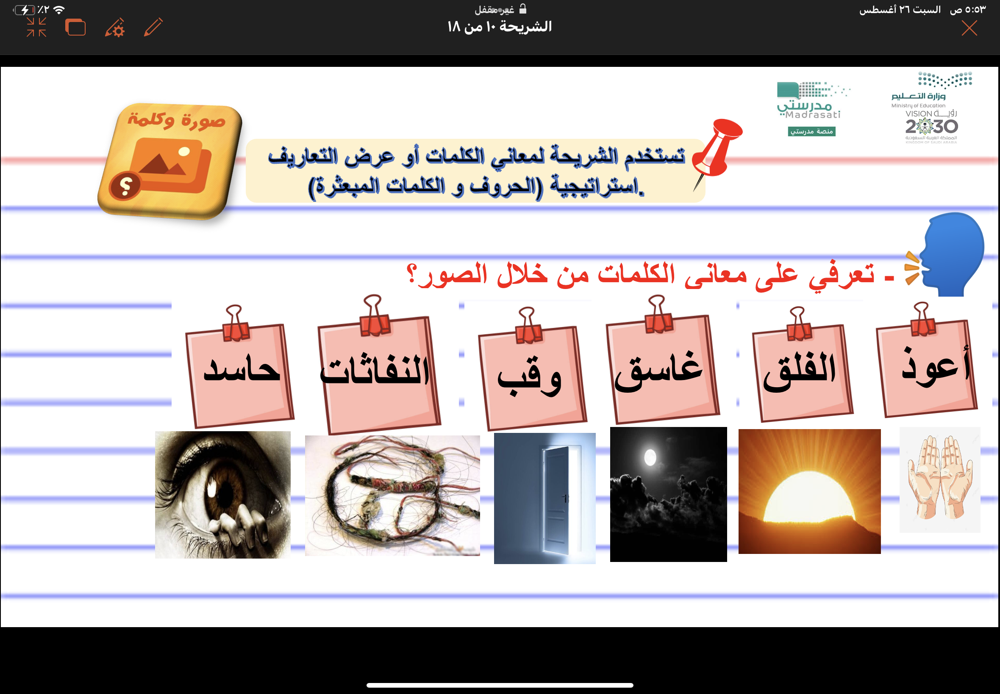 ٥:٥٣ ص السبت ٢٦ أغسطس
غير مقفل
٪٢
الشريحة ١٠ من ١٨
وزارة التعـــليم
Ministry of Education
رؤيـــة VISION
2030
المملكة العربية السعودية
KINGDOM OF SAUDI ARABIA
مدرستي
Madrasati
منصة مدرستي
صورة وكلمة
؟
تستخدم الشريحة لمعاني الكلمات أو عرض التعاريف
.استراتيجية (الحروف و الكلمات المبعثرة)
- تعرفي على معانى الكلمات من خلال الصور؟
أعوذ
الفلق
غاسق
وقب
النفاثات
حاسد